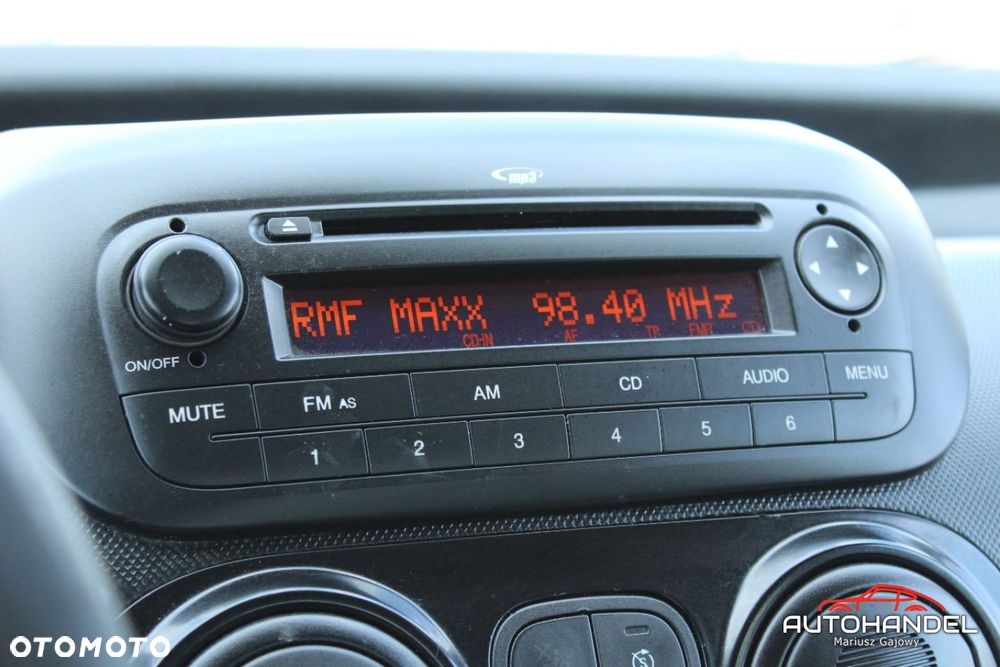 mp3
RMF MAXX 98.40 MHz
CD-IN AF TP FMR CD
ON/OFF
MUTE FM AS AM CD AUDIO MENU
1 2 3 4 5 6
OTOMOTO
AUTOHANDEL
Mariusz Gajowy